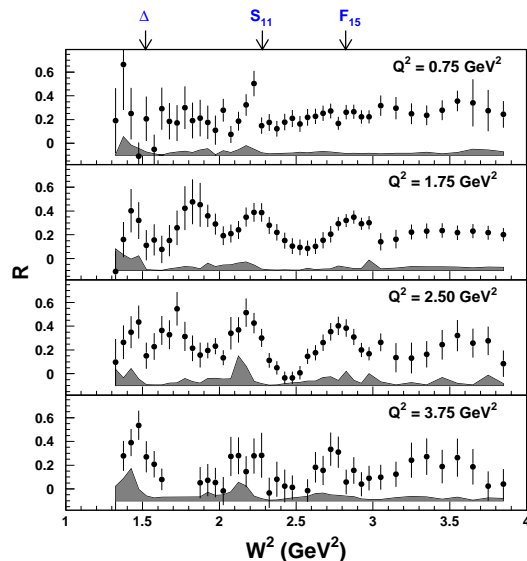 Δ S₁₁ F₁₅
Q² = 0.75 GeV²
0.6
0.4
0.2
0
Q² = 1.75 GeV²
0.6
0.4
0.2
0
R
Q² = 2.50 GeV²
0.6
0.4
0.2
0
Q² = 3.75 GeV²
0.6
0.4
0.2
0
1 1.5 2 2.5 3 3.5 4
W² (GeV²)